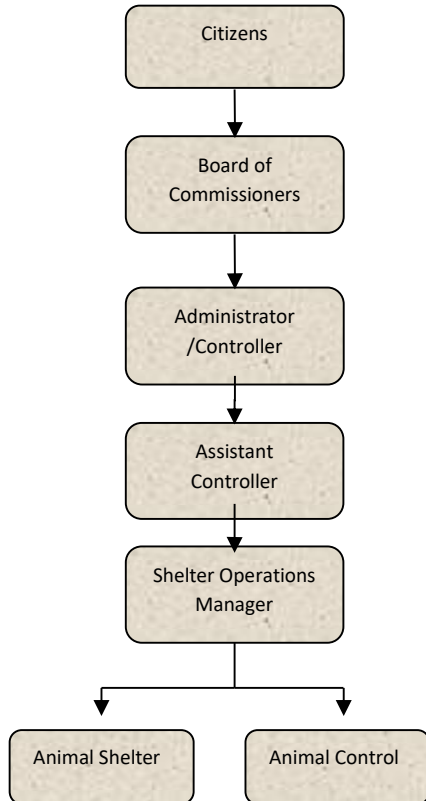 Citizens
Board of
Commissioners
Administrator
/Controller
Assistant
Controller
Shelter Operations
Manager
Animal Shelter
Animal Control